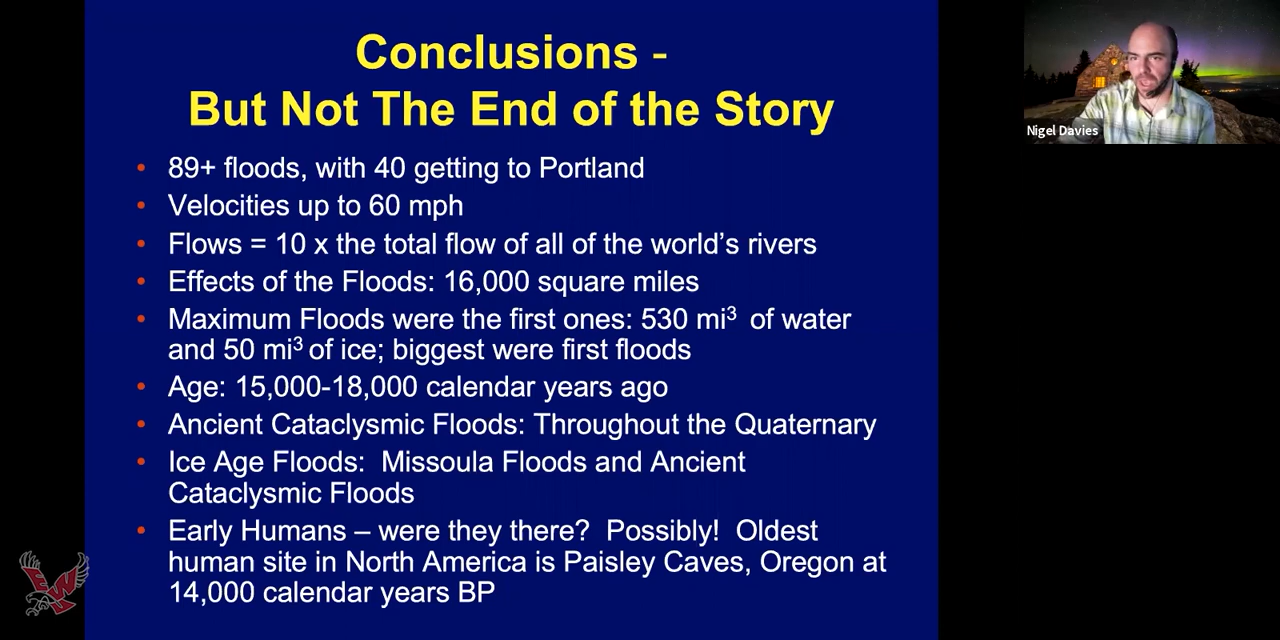 Conclusions -
But Not The End of the Story
• 89+ floods, with 40 getting to Portland
• Velocities up to 60 mph
• Flows = 10 x the total flow of all of the world's rivers
• Effects of the Floods: 16,000 square miles
• Maximum Floods were the first ones: 530 mi³ of water
and 50 mi³ of ice; biggest were first floods
• Age: 15,000-18,000 calendar years ago
• Ancient Cataclysmic Floods: Throughout the Quaternary
• Ice Age Floods: Missoula Floods and Ancient
Cataclysmic Floods
• Early Humans – were they there? Possibly! Oldest
human site in North America is Paisley Caves, Oregon at
14,000 calendar years BP
Nigel Davies
EW